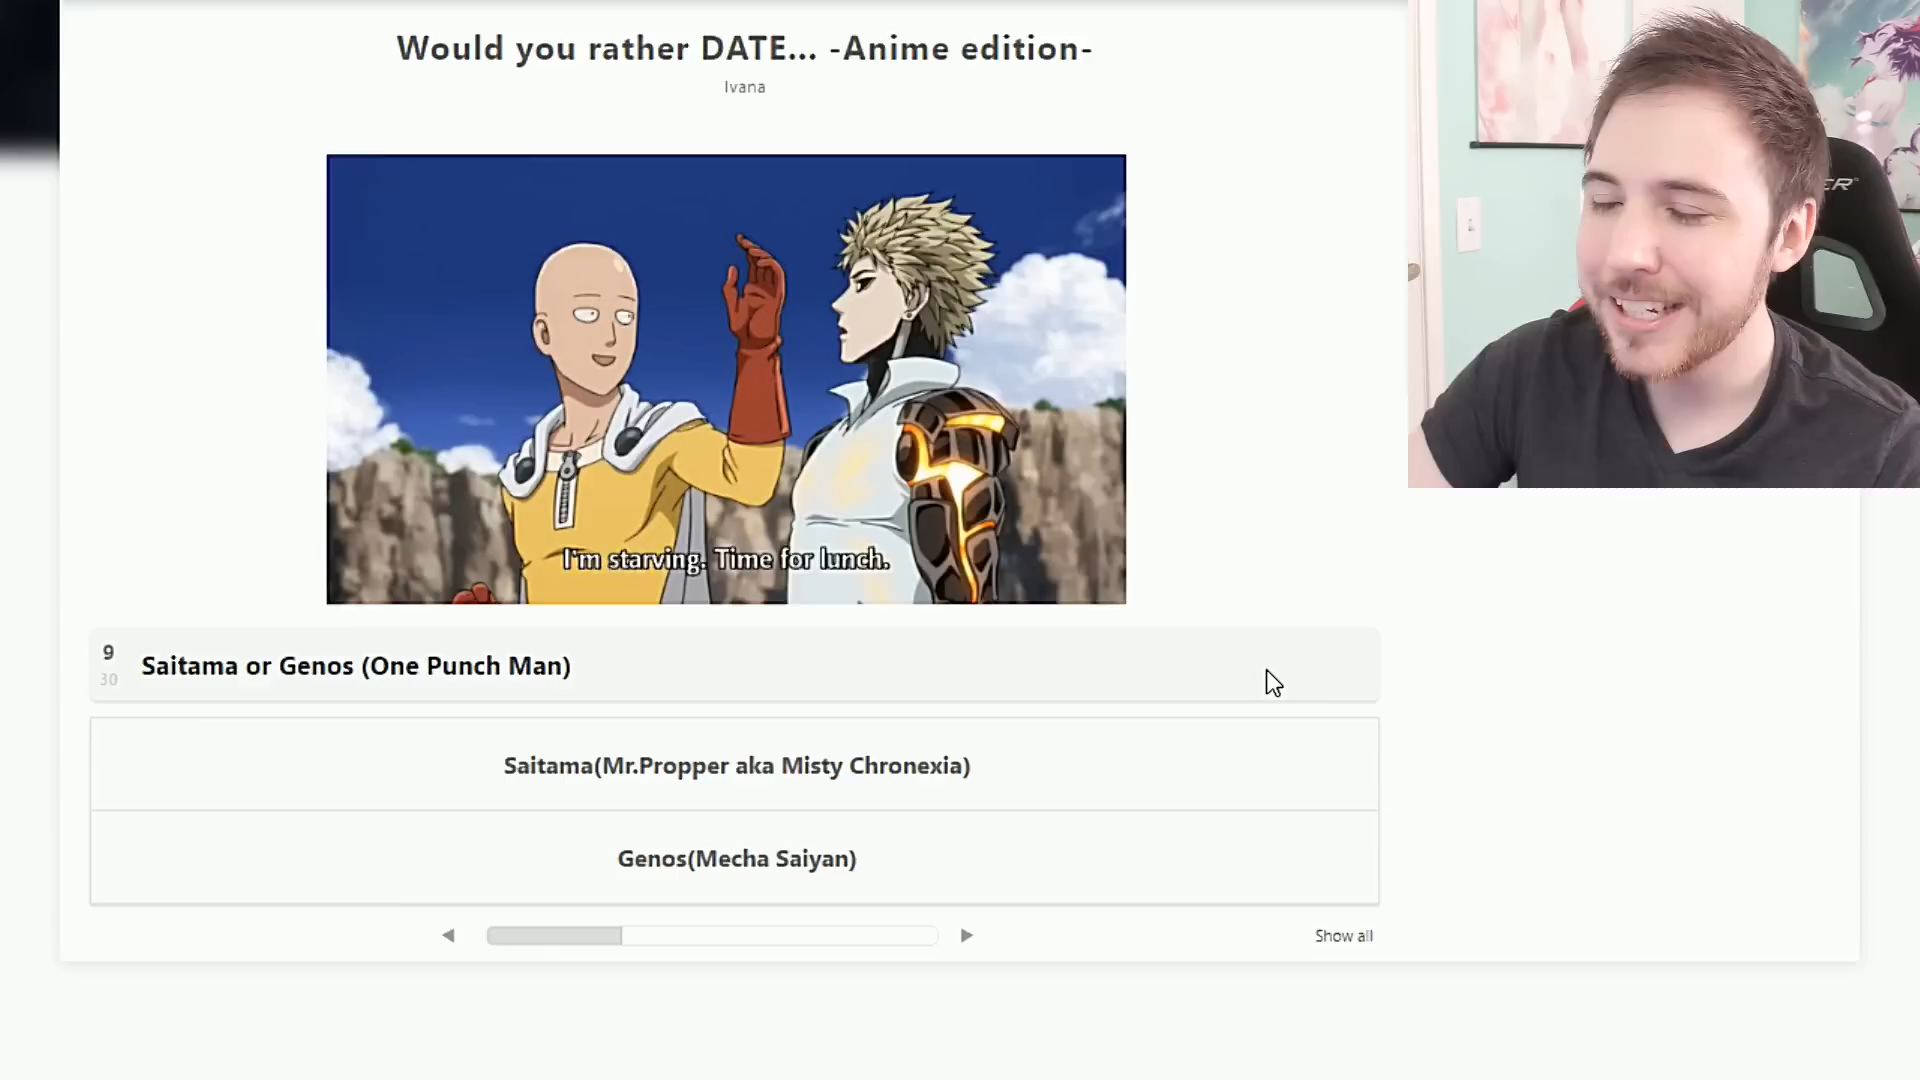 Would you rather DATE... -Anime edition-
Ivana
I'm starving. Time for lunch.
9
30
Saitama or Genos (One Punch Man)
Saitama(Mr.Propper aka Misty Chronexia)
Genos(Mecha Saiyan)
Show all